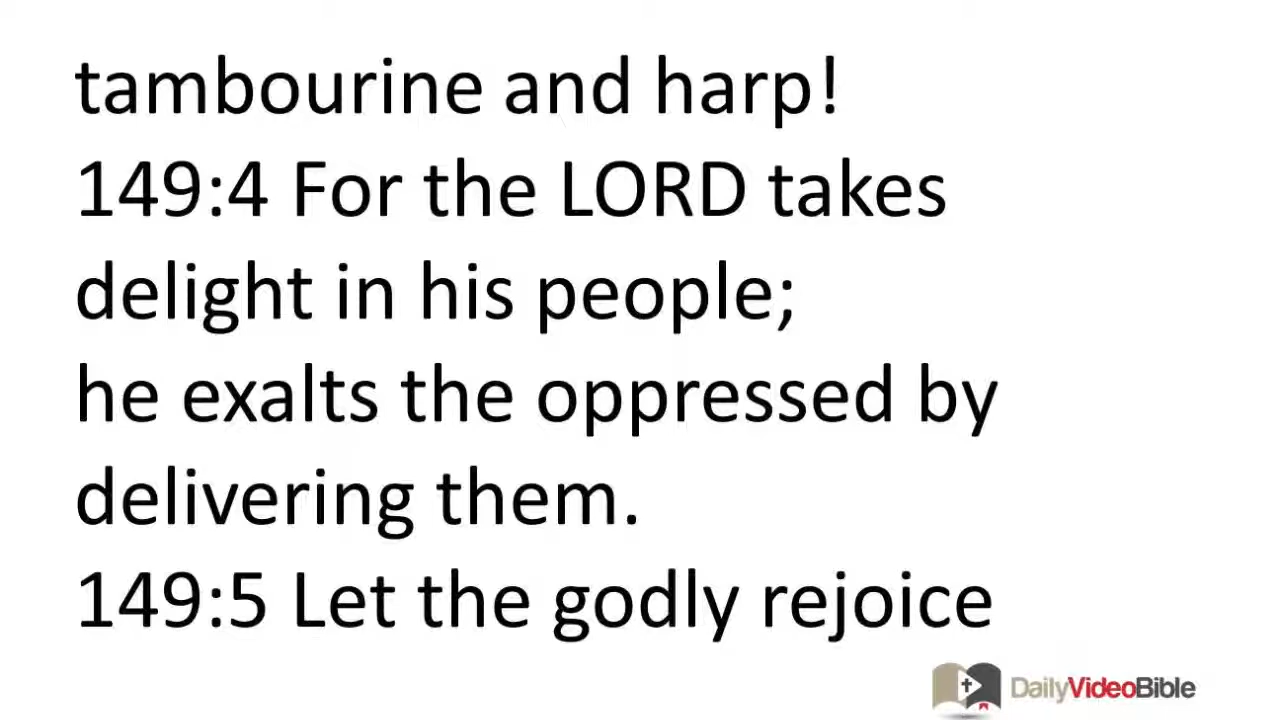 tambourine and harp!
149:4 For the LORD takes
delight in his people;
he exalts the oppressed by
delivering them.
149:5 Let the godly rejoice
DailyVideoBible